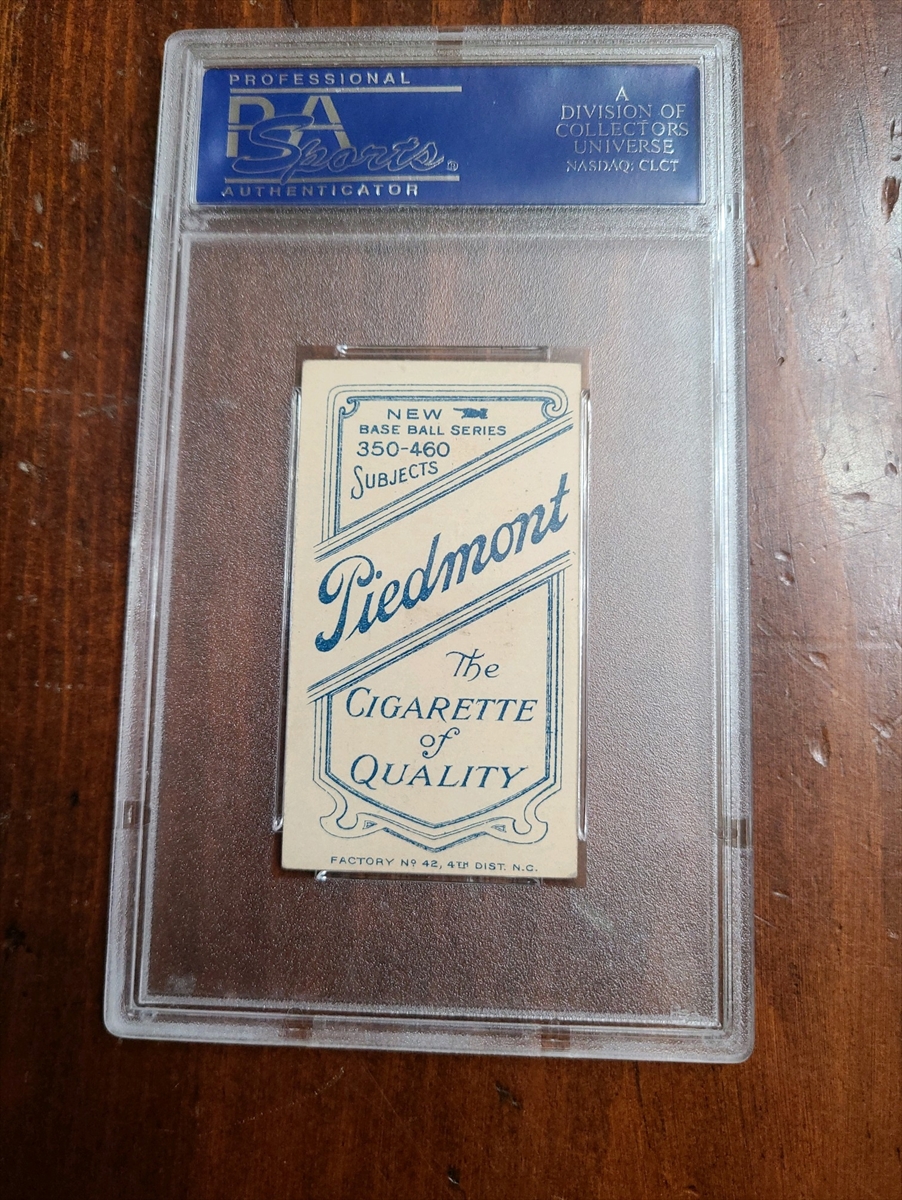 PROFESSIONAL
PSA
Sports®
AUTHENTICATOR
A
DIVISION OF
COLLECTORS
UNIVERSE
NASDAQ: CLCT
NEW
BASE BALL SERIES
350-460
SUBJECTS
Piedmont
The
CIGARETTE
of
QUALITY
FACTORY Nº 42, 4TH DIST. N.C.